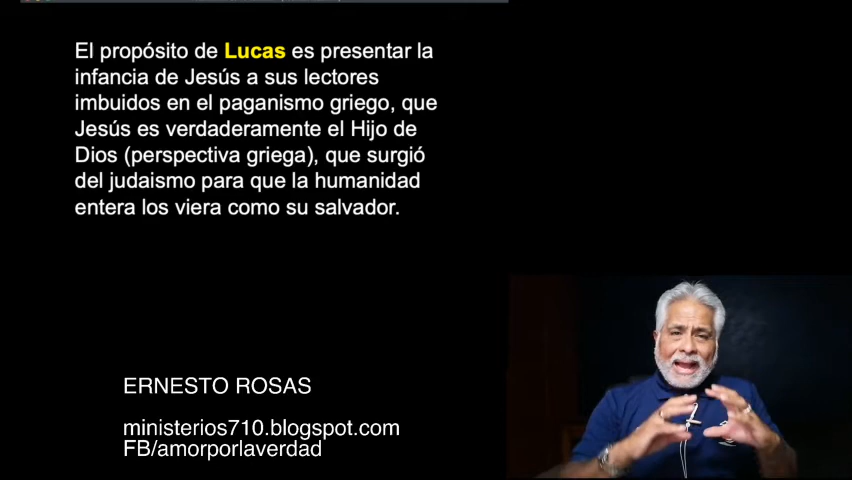 El propósito de Lucas es presentar la
infancia de Jesús a sus lectores
imbuidos en el paganismo griego, que
Jesús es verdaderamente el Hijo de
Dios (perspectiva griega), que surgió
del judaismo para que la humanidad
entera los viera como su salvador.
ERNESTO ROSAS
ministerios710.blogspot.com
FB/amorporlaverdad